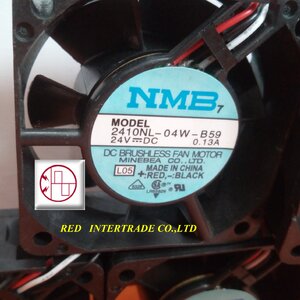 NMB 7
MODEL
2410NL-04W-B59
24V⎓DC 0.13A
DC BRUSHLESS FAN MOTOR
MINEBEA CO.,LTD.
MADE IN CHINA
L05 +:RED,-:BLACK
RED INTERTRADE CO.,LTD